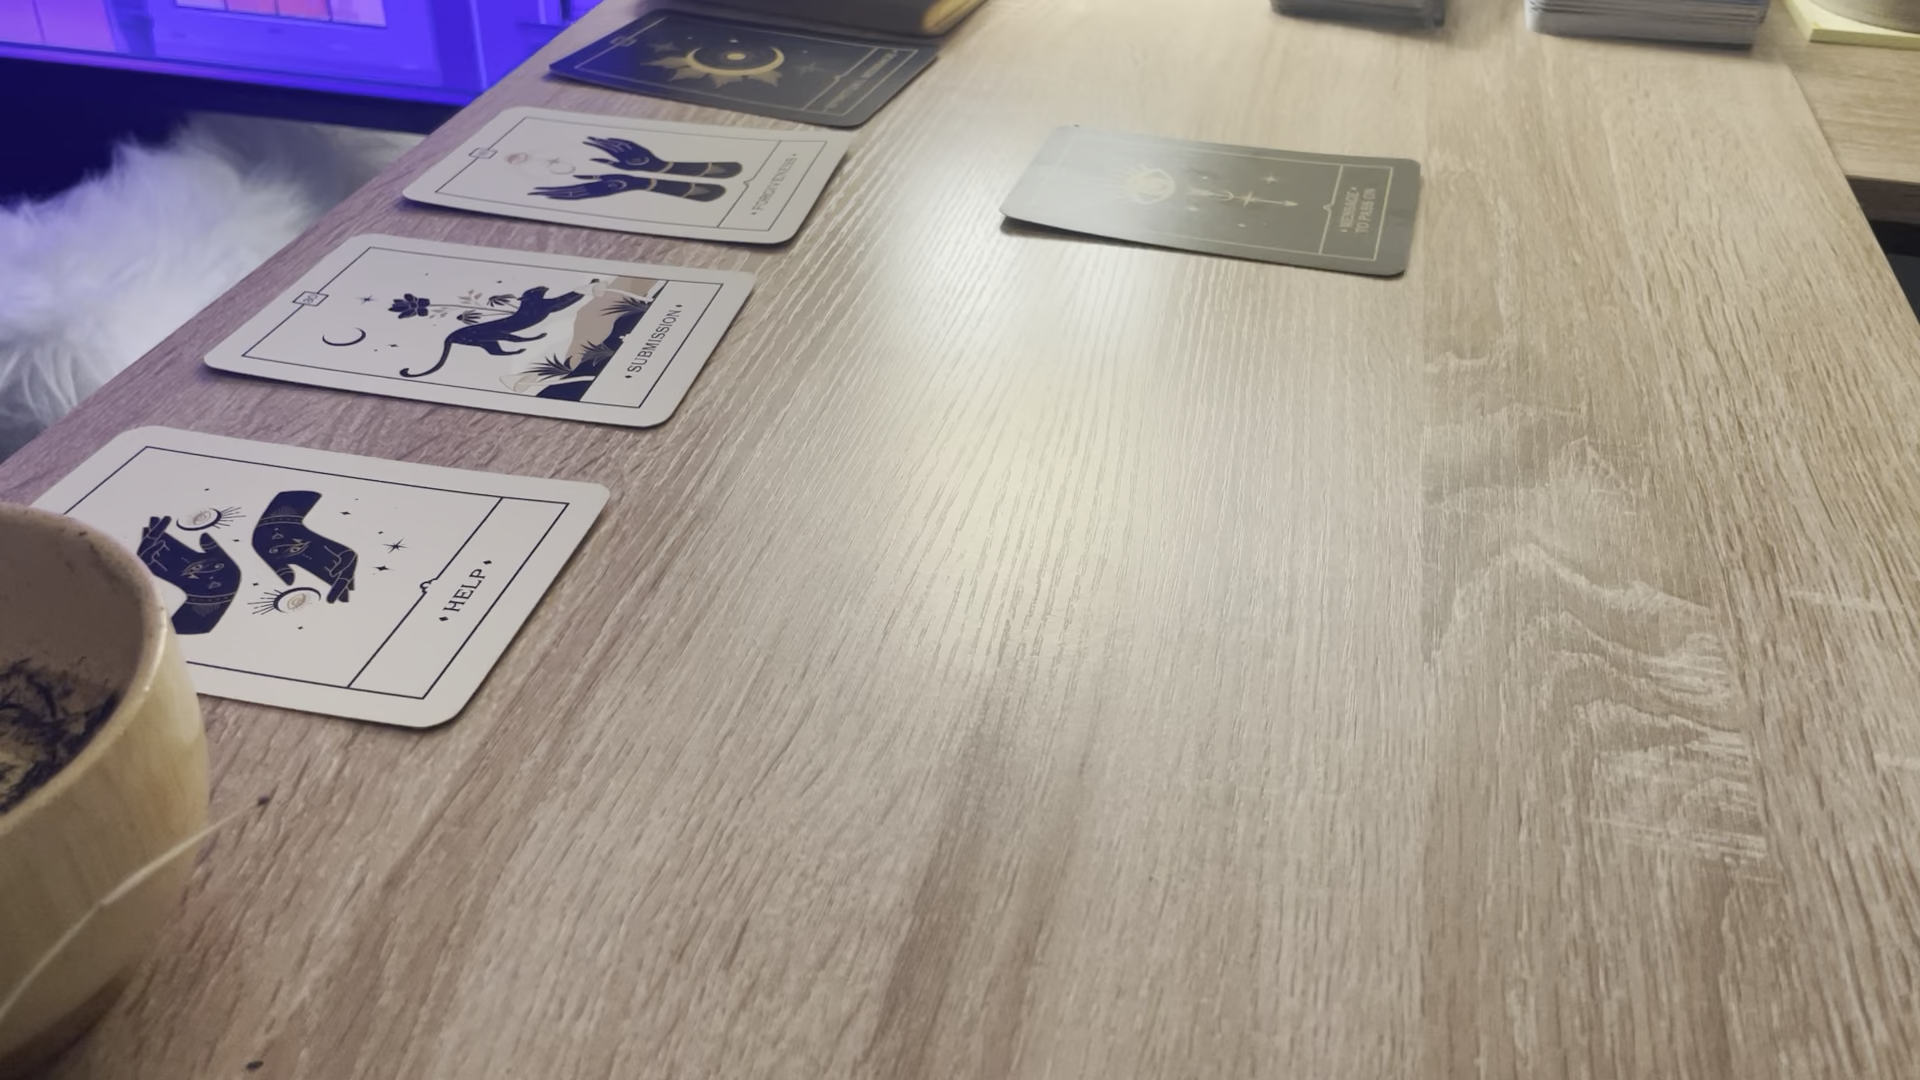 • FORGIVENESS •
• SUBMISSION •
• HELP •
• MESSAGE •
TO PASS ON